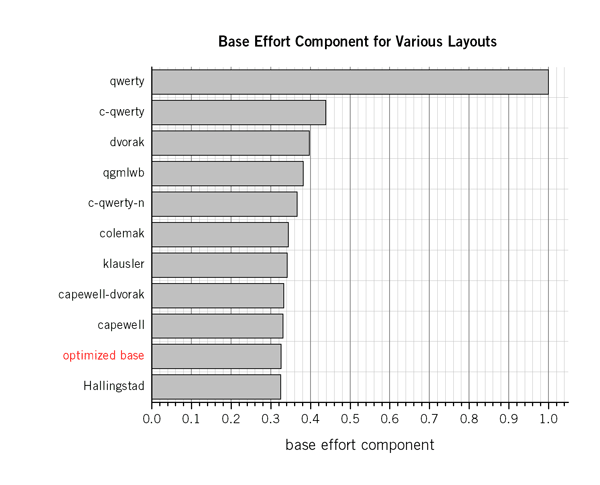 Base Effort Component for Various Layouts
qwerty
c-qwerty
dvorak
qgmlwb
c-qwerty-n
colemak
klausler
capewell-dvorak
capewell
optimized base
Hallingstad
0.0 0.1 0.2 0.3 0.4 0.5 0.6 0.7 0.8 0.9 1.0
base effort component